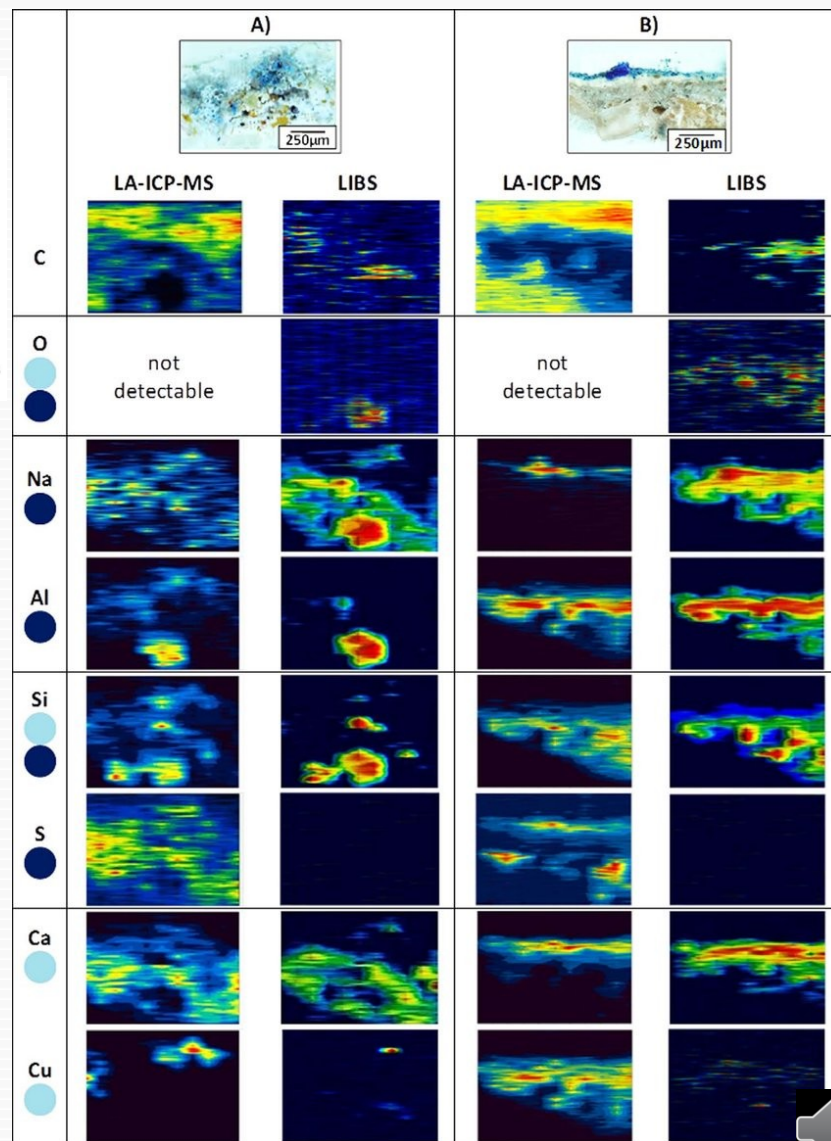 A)
B)
250µm
250µm
LA-ICP-MS
LIBS
LA-ICP-MS
LIBS
C
O
not
detectable
not
detectable
Na
Al
Si
S
Ca
Cu